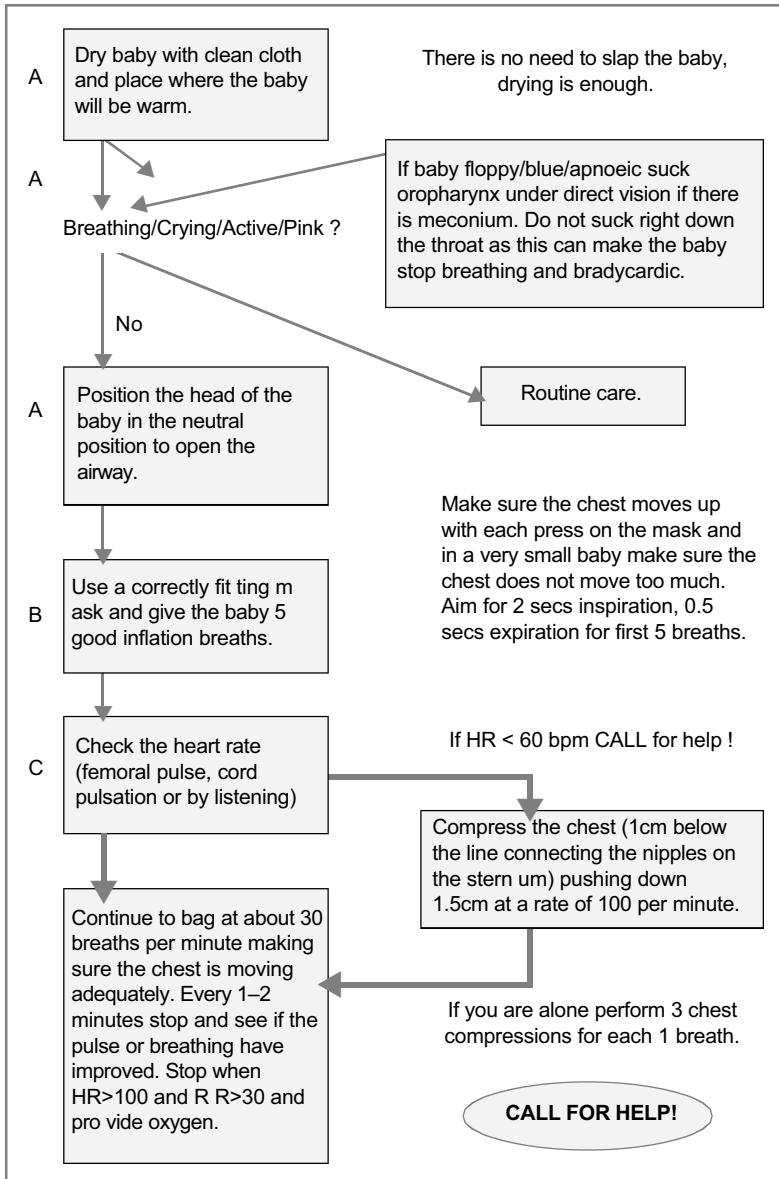 A
Dry baby with clean cloth
and place where the baby
will be warm.
There is no need to slap the baby,
drying is enough.
A
If baby floppy/blue/apnoeic suck
oropharynx under direct vision if there
is meconium. Do not suck right down
the throat as this can make the baby
stop breathing and bradycardic.
Breathing/Crying/Active/Pink ?
No
Routine care.
A
Position the head of the
baby in the neutral
position to open the
airway.
Make sure the chest moves up
with each press on the mask and
in a very small baby make sure the
chest does not move too much.
Aim for 2 secs inspiration, 0.5
secs expiration for first 5 breaths.
B
Use a correctly fit ting m
ask and give the baby 5
good inflation breaths.
C
Check the heart rate
(femoral pulse, cord
pulsation or by listening)
If HR < 60 bpm CALL for help !
Compress the chest (1cm below
the line connecting the nipples on
the stern um) pushing down
1.5cm at a rate of 100 per minute.
Continue to bag at about 30
breaths per minute making
sure the chest is moving
adequately. Every 1–2
minutes stop and see if the
pulse or breathing have
improved. Stop when
HR>100 and R R>30 and
pro vide oxygen.
If you are alone perform 3 chest
compressions for each 1 breath.
CALL FOR HELP!